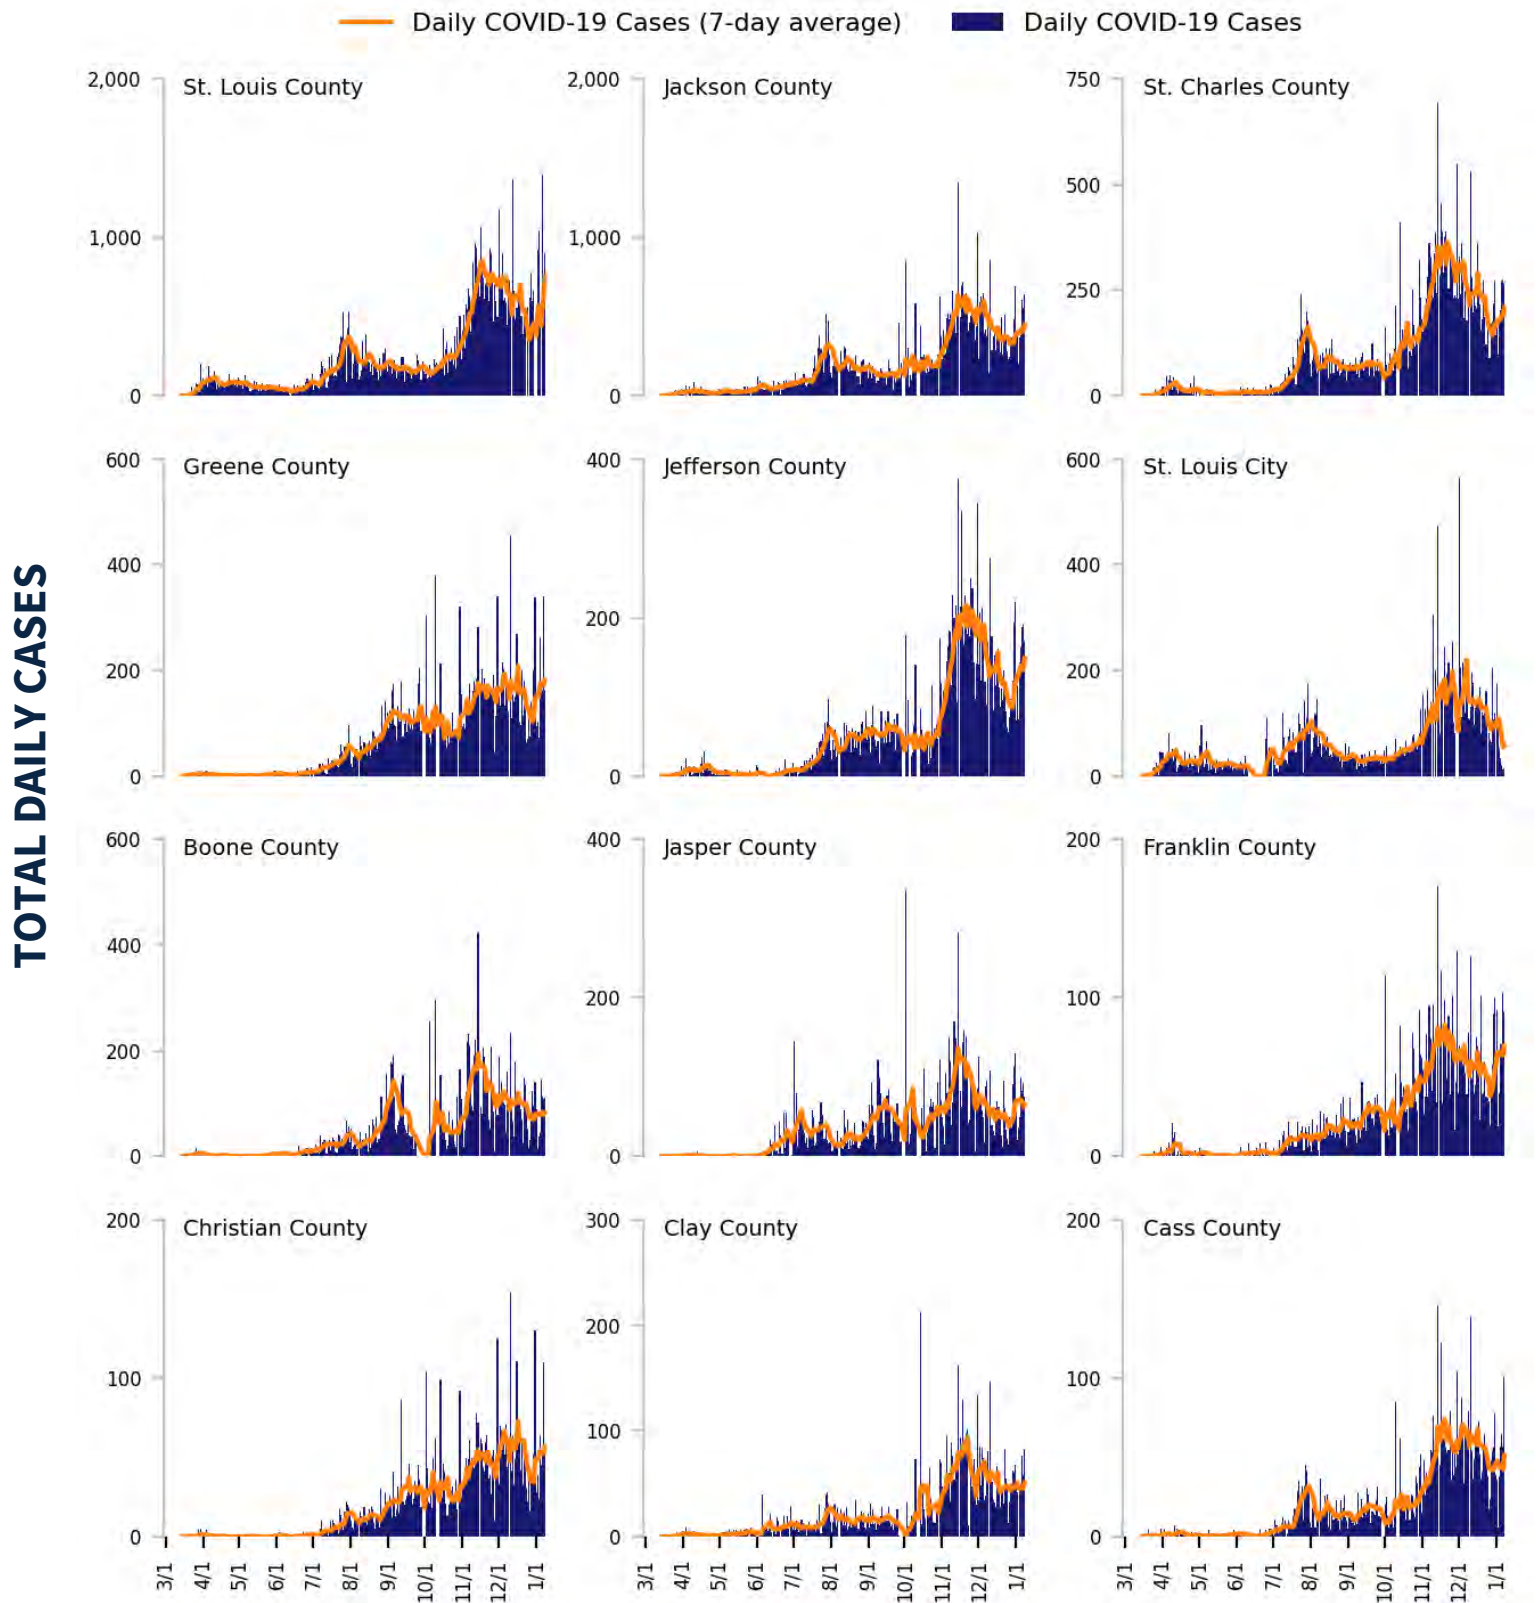 Daily COVID-19 Cases (7-day average) Daily COVID-19 Cases
TOTAL DAILY CASES
St. Louis County
2,000
1,000
0
Jackson County
2,000
1,000
0
St. Charles County
750
500
250
0
Greene County
600
400
200
0
Jefferson County
400
200
0
St. Louis City
600
400
200
0
Boone County
600
400
200
0
Jasper County
400
200
0
Franklin County
200
100
0
Christian County
200
100
0
3/1 4/1 5/1 6/1 7/1 8/1 9/1 10/1 11/1 12/1 1/1
Clay County
300
200
100
0
3/1 4/1 5/1 6/1 7/1 8/1 9/1 10/1 11/1 12/1 1/1
Cass County
200
100
0
3/1 4/1 5/1 6/1 7/1 8/1 9/1 10/1 11/1 12/1 1/1